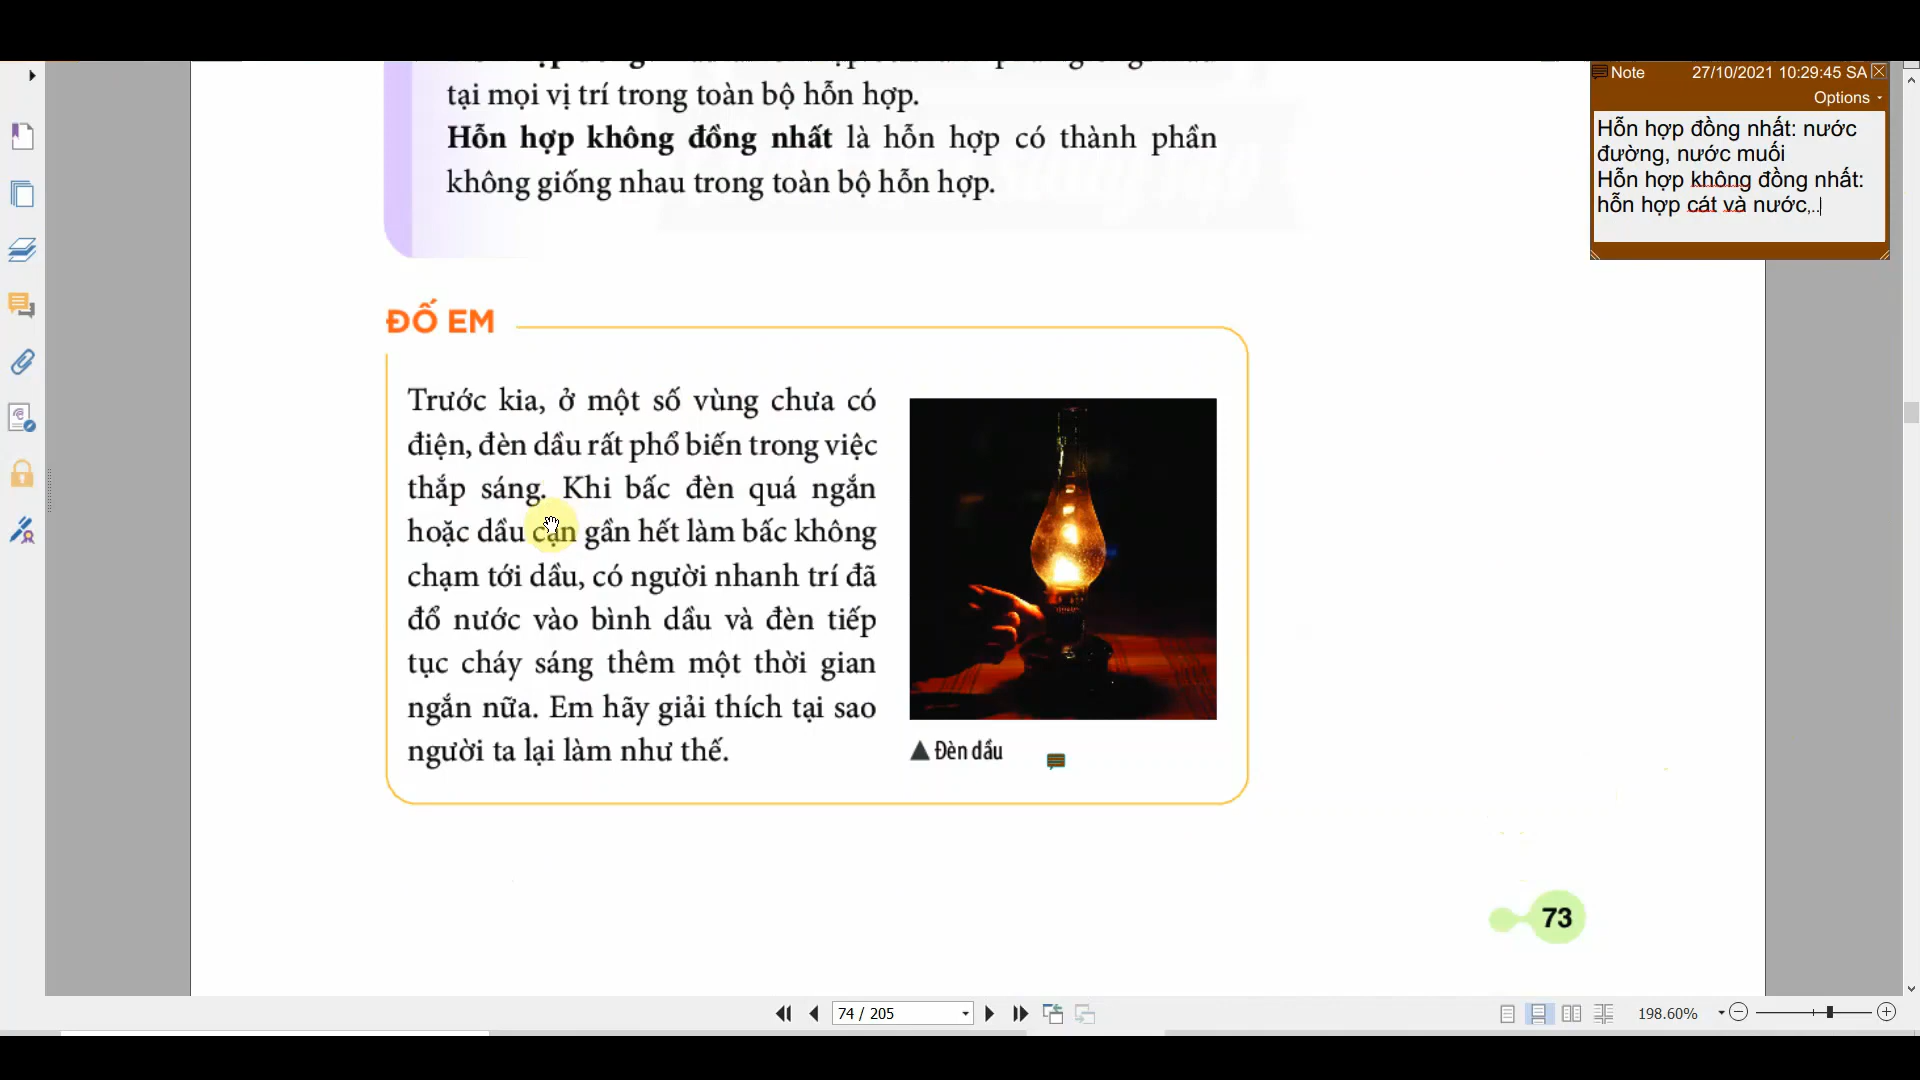 tại mọi vị trí trong toàn bộ hỗn hợp.
Hỗn hợp không đồng nhất là hỗn hợp có thành phần
không giống nhau trong toàn bộ hỗn hợp.
ĐỐ EM
Trước kia, ở một số vùng chưa có
điện, đèn dầu rất phổ biến trong việc
thắp sáng. Khi bấc đèn quá ngắn
hoặc dầu cạn gần hết làm bấc không
chạm tới dầu, có người nhanh trí đã
đổ nước vào bình dầu và đèn tiếp
tục cháy sáng thêm một thời gian
ngắn nữa. Em hãy giải thích tại sao
người ta lại làm như thế.
Đèn dầu
73
Note 27/10/2021 10:29:45 SA
Options
Hỗn hợp đồng nhất: nước
đường, nước muối
Hỗn hợp không đồng nhất:
hỗn hợp cát và nước,..
74 / 205
198.60%